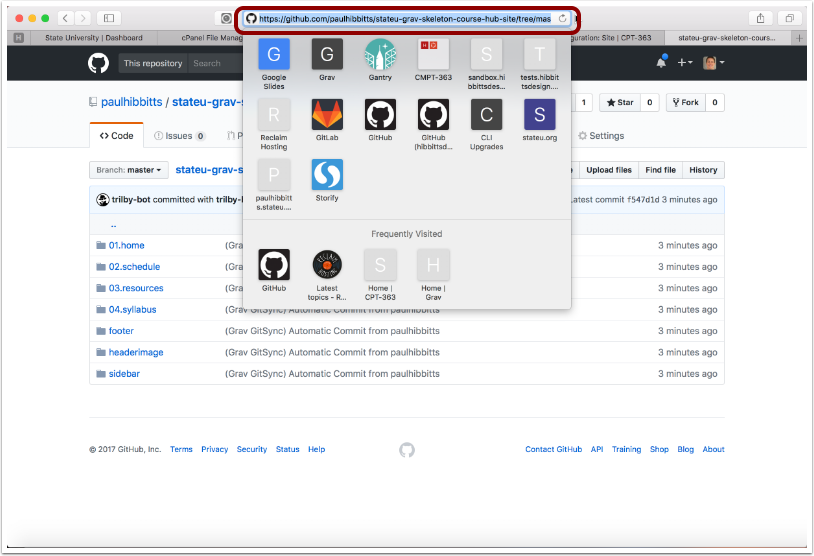 https://github.com/paulhibbitts/stateu-grav-skeleton-course-hub-site/tree/mas
H
State University | Dashboard
cPanel File Manag
guration: Site | CPT-363
stateu-grav-skeleton-cours...
This repository
Search
G
Google
Slides
G
Grav
Gantry
CMPT-363
S
sandbox.hi
bbittsdes...
T
tests.hibbi
ttsdesign....
paulhibbitts / stateu-grav-s
1
Star
0
Fork
0
R
Reclaim
Hosting
GitLab
GitHub
GitHub
(hibbittsd...
C
CLI
Upgrades
S
stateu.org
Code
Issues 0
P
Settings
P
paulhibbitt
s.stateu....
Storify
Branch: master
stateu-grav-s
Upload files
Find file
History
trilby-bot committed with trilby-b
atest commit f547d1d 3 minutes ago
..
Frequently Visited
GitHub
Latest
topics - R...
S
Home |
CPT-363
H
Home |
Grav
01.home
(Grav
3 minutes ago
02.schedule
(Grav
3 minutes ago
03.resources
(Grav
3 minutes ago
04.syllabus
(Grav GitSync) Automatic Commit from paulhibbitts
3 minutes ago
footer
(Grav GitSync) Automatic Commit from paulhibbitts
3 minutes ago
headerimage
(Grav GitSync) Automatic Commit from paulhibbitts
3 minutes ago
sidebar
(Grav GitSync) Automatic Commit from paulhibbitts
3 minutes ago
© 2017 GitHub, Inc.
Terms
Privacy
Security
Status
Help
Contact GitHub
API
Training
Shop
Blog
About